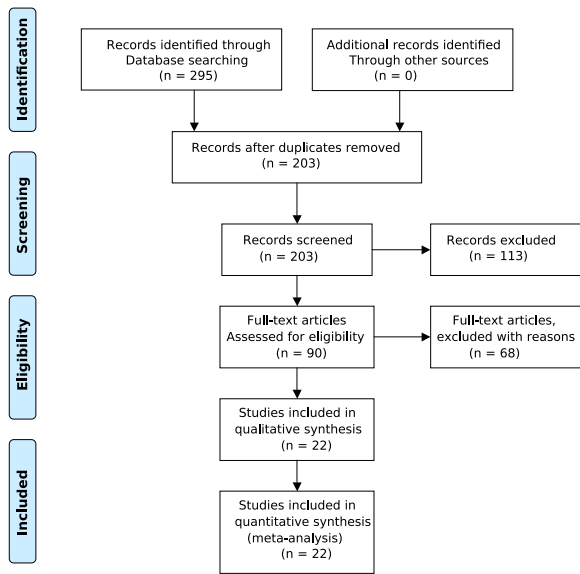 Identification
Records identified through
Database searching
(n = 295)
Additional records identified
Through other sources
(n = 0)
Records after duplicates removed
(n = 203)
Screening
Records screened
(n = 203)
Records excluded
(n = 113)
Eligibility
Full-text articles
Assessed for eligibility
(n = 90)
Full-text articles,
excluded with reasons
(n = 68)
Studies included in
qualitative synthesis
(n = 22)
Included
Studies included in
quantitative synthesis
(meta-analysis)
(n = 22)